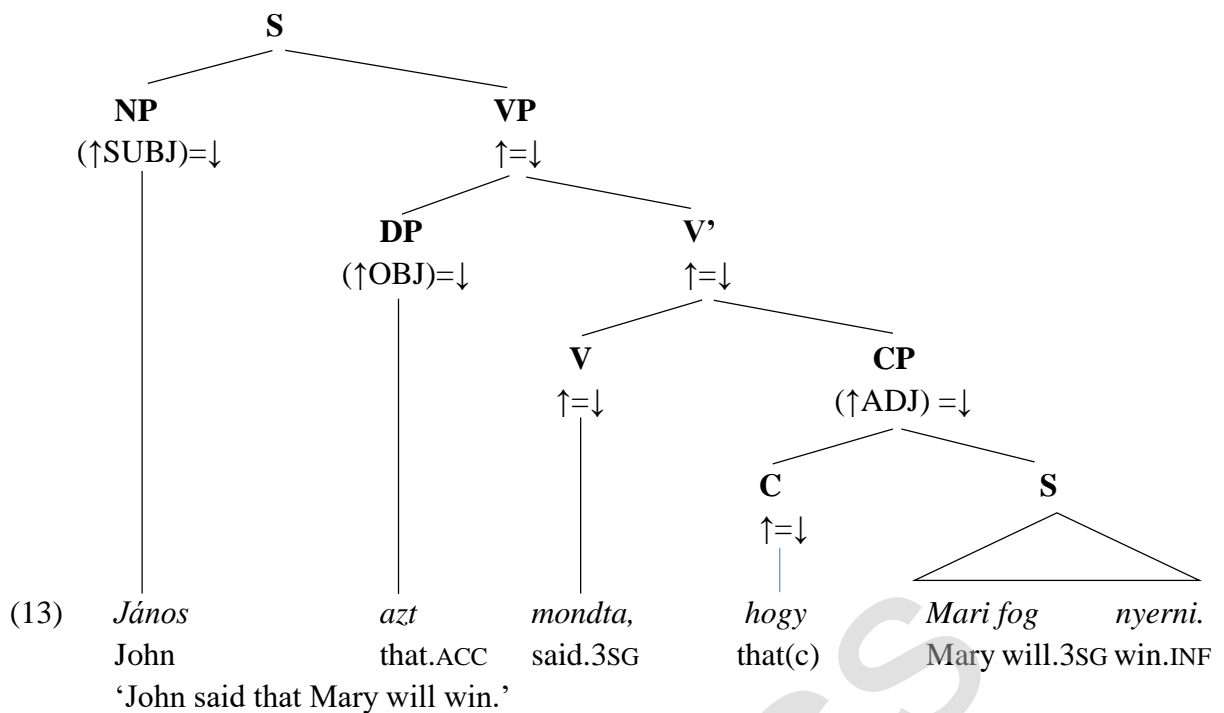 S
NP VP
(↑SUBJ)=↓ ↑=↓
DP V’
(↑OBJ)=↓ ↑=↓
V CP
↑=↓ (↑ADJ) =↓
C S
↑=↓
(13) János azt mondta, hogy Mari fog nyerni.
John that.ACC said.3SG that(c) Mary will.3SG win.INF
‘John said that Mary will win.’